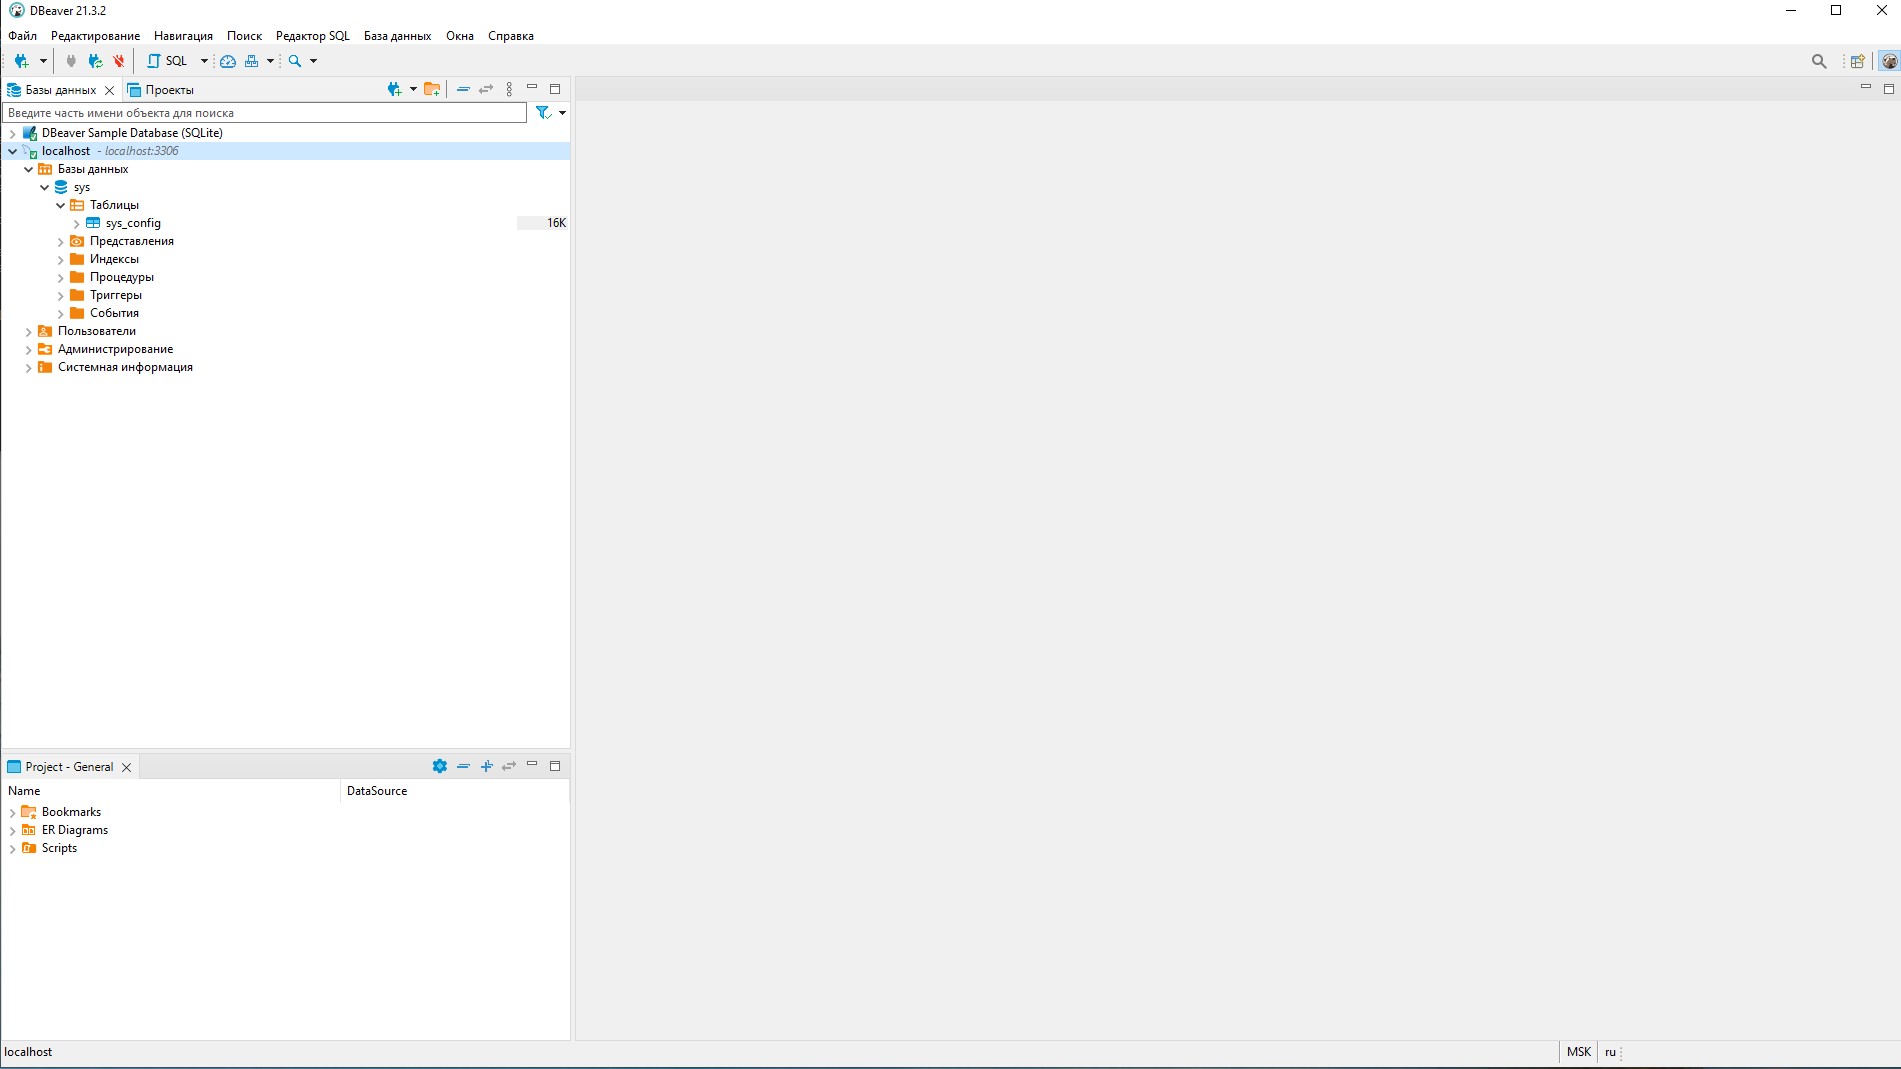 DBeaver 21.3.2
Файл Редактирование Навигация Поиск Редактор SQL База данных Окна Справка
SQL
Базы данных Проекты
Введите часть имени объекта для поиска
DBeaver Sample Database (SQLite)
localhost - localhost:3306
Базы данных
sys
Таблицы
sys_config 16K
Представления
Индексы
Процедуры
Триггеры
События
Пользователи
Администрирование
Системная информация
Project - General
Name DataSource
Bookmarks
ER Diagrams
Scripts
localhost MSK ru